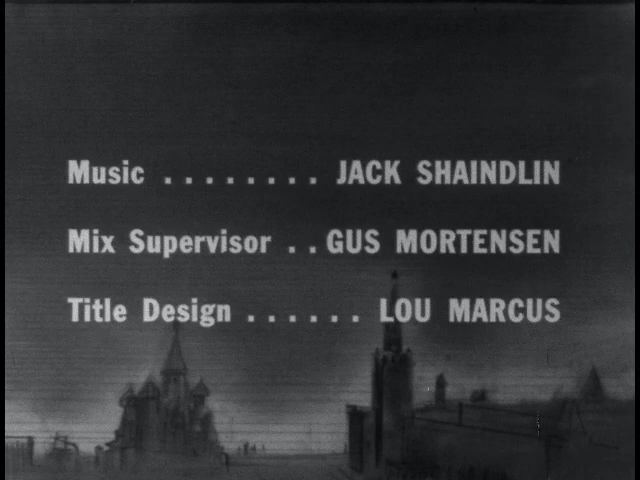 Music ........ JACK SHAINDLIN
Mix Supervisor ..GUS MORTENSEN
Title Design ...... LOU MARCUS